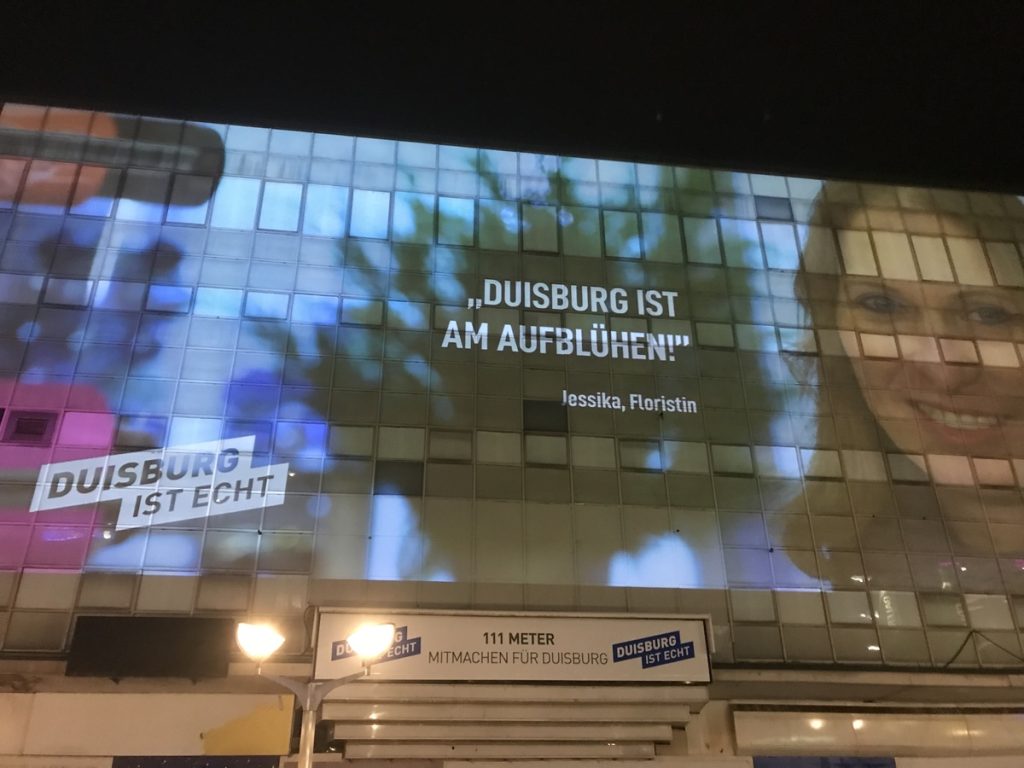 „DUISBURG IST
AM AUFBLÜHEN!”
Jessika, Floristin
DUISBURG
IST ECHT
DUISBURG
IST ECHT
111 METER
MITMACHEN FÜR DUISBURG
DUISBURG
IST ECHT